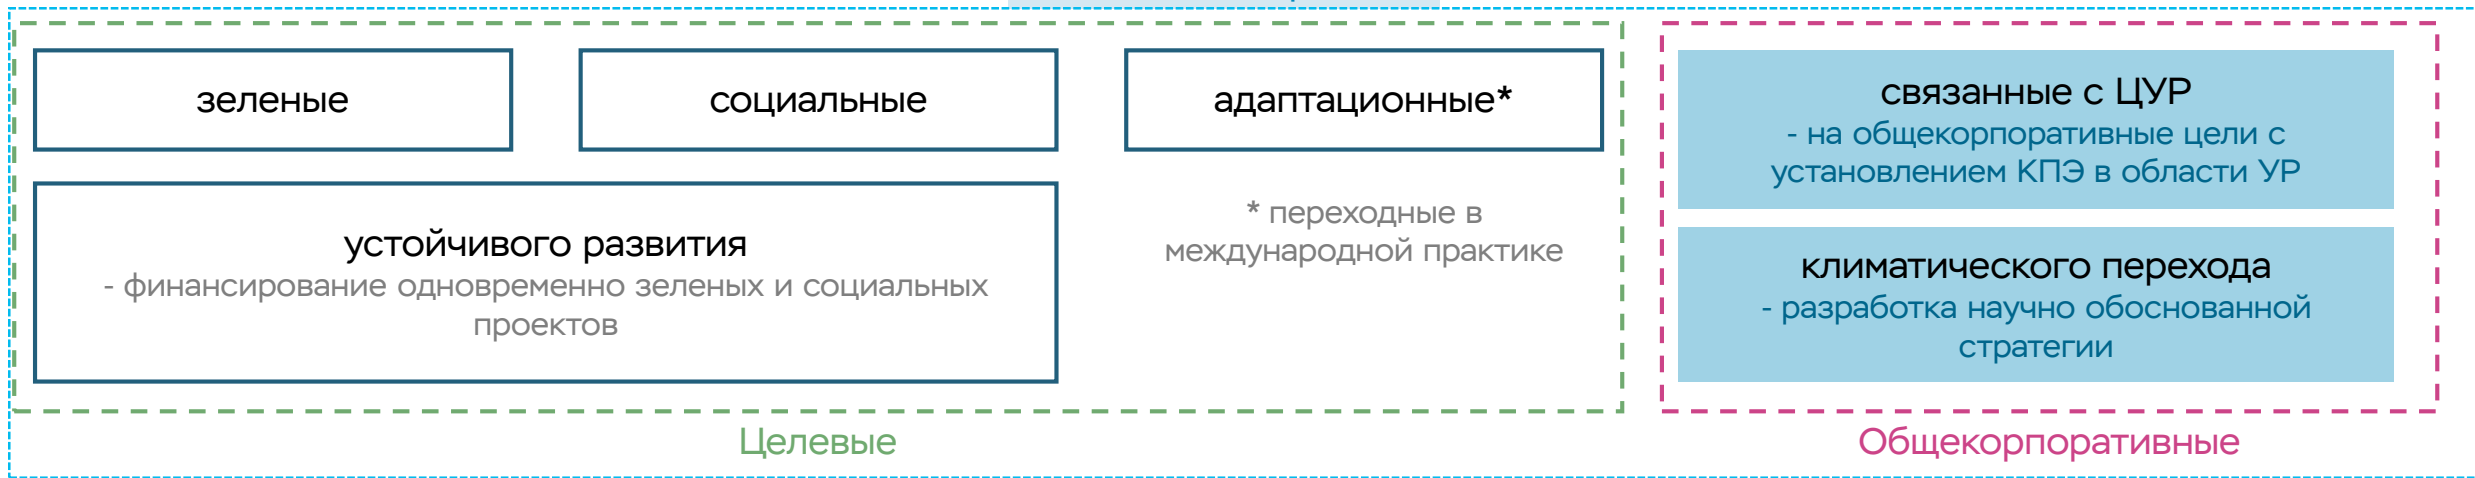 зеленые
социальные
адаптационные*
устойчивого развития
- финансирование одновременно зеленых и социальных
проектов
* переходные в
международной практике
Целевые
связанные с ЦУР
- на общекорпоративные цели с
установлением КПЭ в области УР
климатического перехода
- разработка научно обоснованной
стратегии
Общекорпоративные